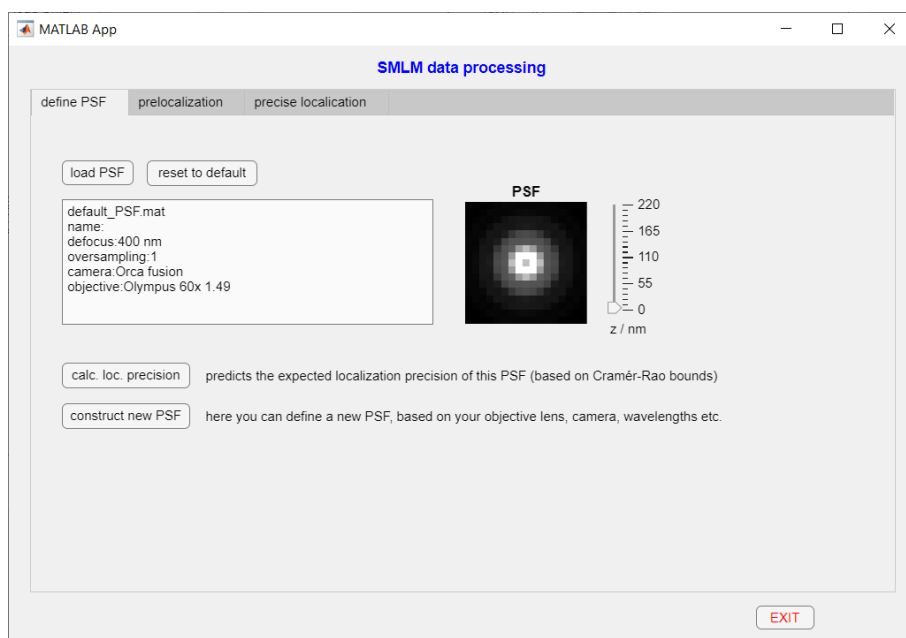 MATLAB App
SMLM data processing
define PSF
prelocalization
precise localication
load PSF
reset to default
default_PSF.mat
name:
defocus:400 nm
oversampling:1
camera:Orca fusion
objective:Olympus 60x 1.49
PSF
220
165
110
55
0
z / nm
calc. loc. precision
predicts the expected localization precision of this PSF (based on Cramér-Rao bounds)
construct new PSF
here you can define a new PSF, based on your objective lens, camera, wavelengths etc.
EXIT